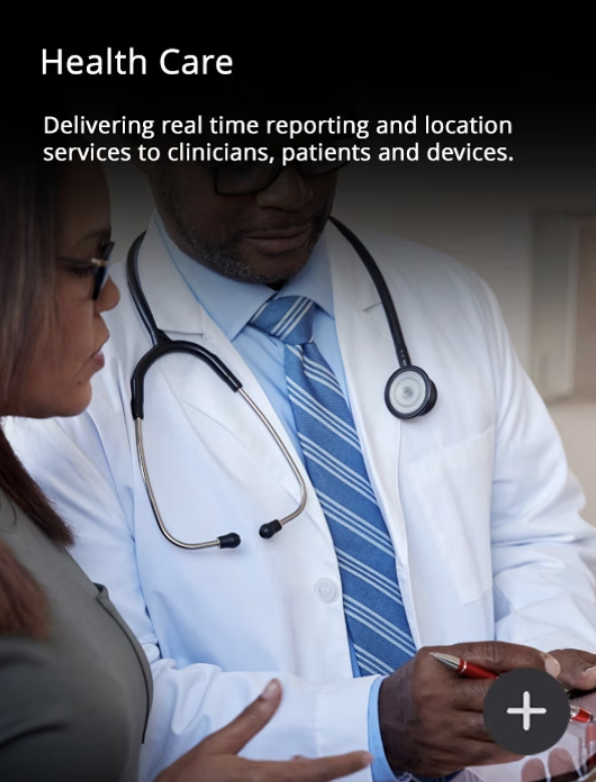 Health Care
Delivering real time reporting and location
services to clinicians, patients and devices.